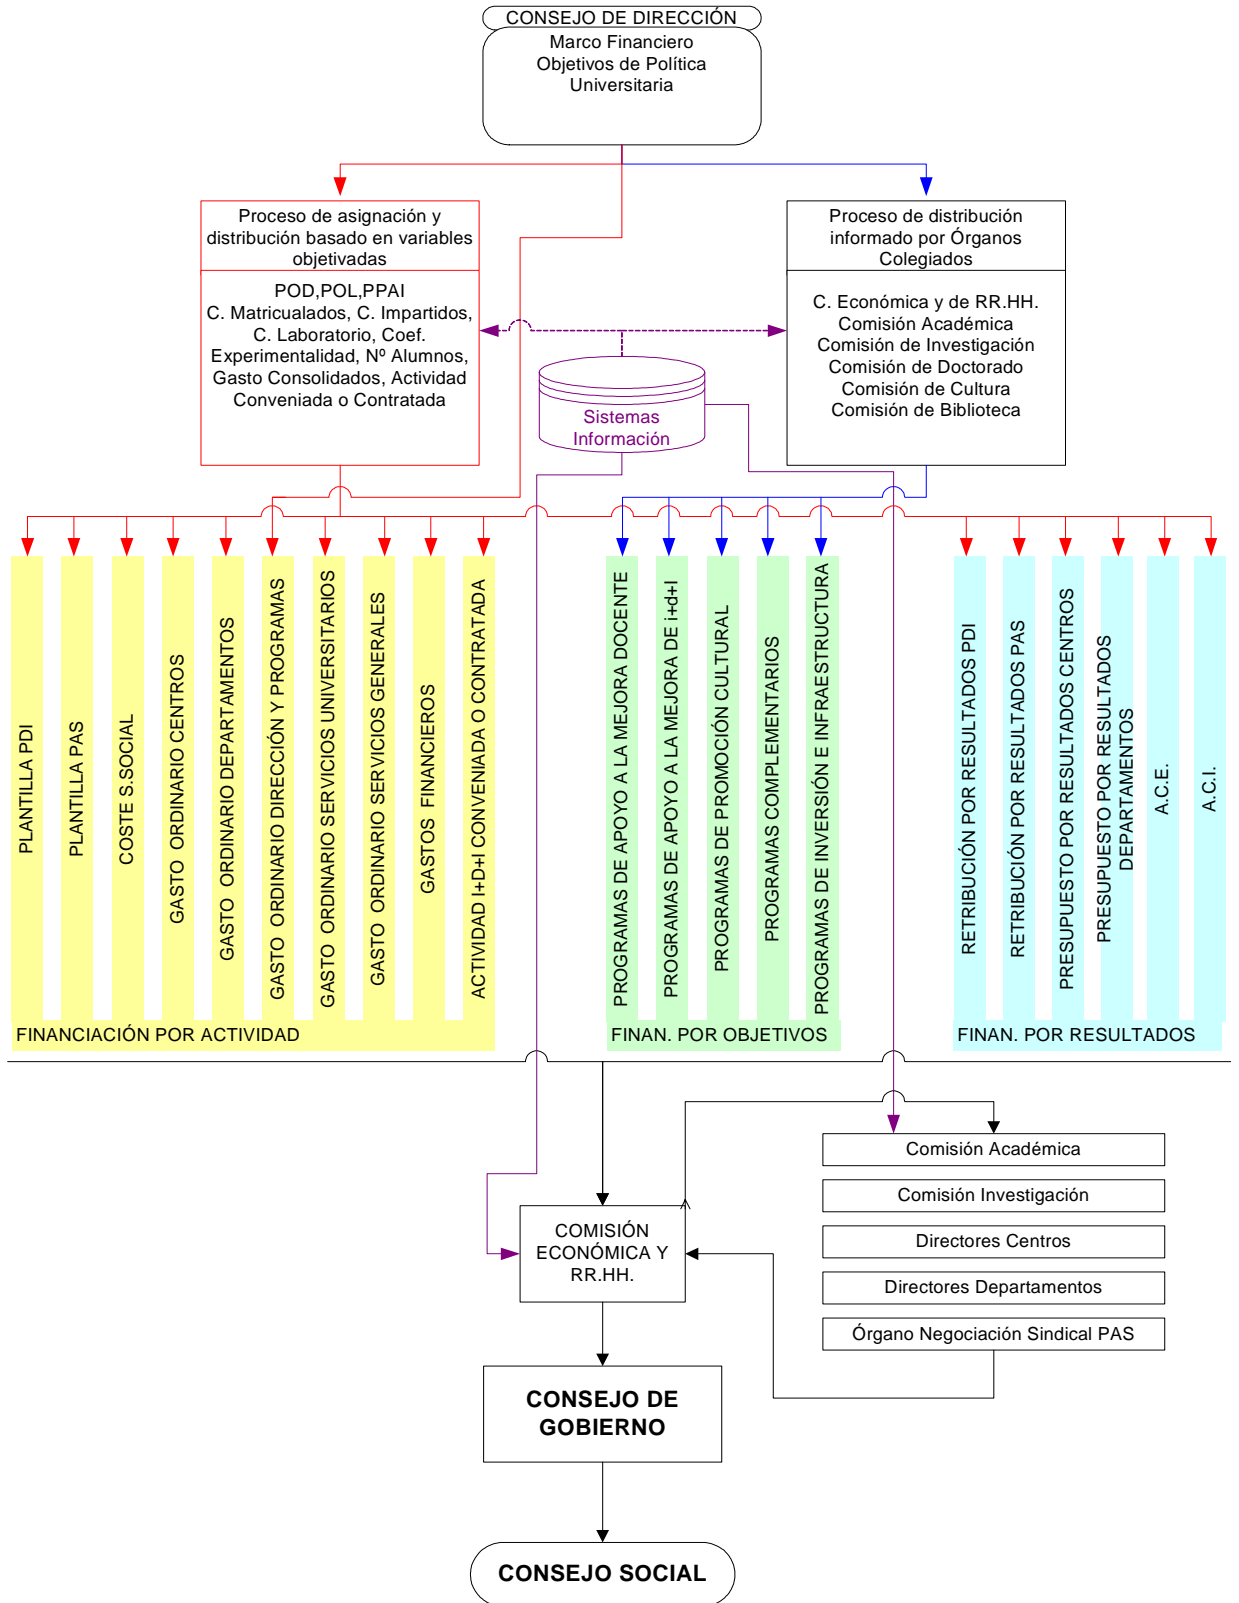 CONSEJO DE DIRECCIÓN
Marco Financiero
Objetivos de Política
Universitaria
Proceso de asignación y
distribución basado en variables
objetivadas
POD,POL,PPAI
C. Matricualados, C. Impartidos,
C. Laboratorio, Coef.
Experimentalidad, Nº Alumnos,
Gasto Consolidados, Actividad
Conveniada o Contratada
Proceso de distribución
informado por Órganos
Colegiados
C. Económica y de RR.HH.
Comisión Académica
Comisión de Investigación
Comisión de Doctorado
Comisión de Cultura
Comisión de Biblioteca
Sistemas
Información
PLANTILLA PDI
PLANTILLA PAS
COSTE S.SOCIAL
GASTO ORDINARIO CENTROS
GASTO ORDINARIO DEPARTAMENTOS
GASTO ORDINARIO DIRECCIÓN Y PROGRAMAS
GASTO ORDINARIO SERVICIOS UNIVERSITARIOS
GASTO ORDINARIO SERVICIOS GENERALES
GASTOS FINANCIEROS
ACTIVIDAD I+D+I CONVENIADA O CONTRATADA
FINANCIACIÓN POR ACTIVIDAD
PROGRAMAS DE APOYO A LA MEJORA DOCENTE
PROGRAMAS DE APOYO A LA MEJORA DE i+d+I
PROGRAMAS DE PROMOCIÓN CULTURAL
PROGRAMAS COMPLEMENTARIOS
PROGRAMAS DE INVERSIÓN E INFRAESTRUCTURA
FINAN. POR OBJETIVOS
RETRIBUCIÓN POR RESULTADOS PDI
RETRIBUCIÓN POR RESULTADOS PAS
PRESUPUESTO POR RESULTADOS CENTROS
PRESUPUESTO POR RESULTADOS
DEPARTAMENTOS
A.C.E.
A.C.I.
FINAN. POR RESULTADOS
Comisión Académica
Comisión Investigación
Directores Centros
Directores Departamentos
Órgano Negociación Sindical PAS
COMISIÓN
ECONÓMICA Y
RR.HH.
CONSEJO DE
GOBIERNO
CONSEJO SOCIAL